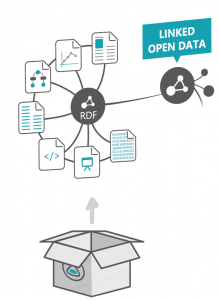 LINKED
OPEN DATA
RDF
</>